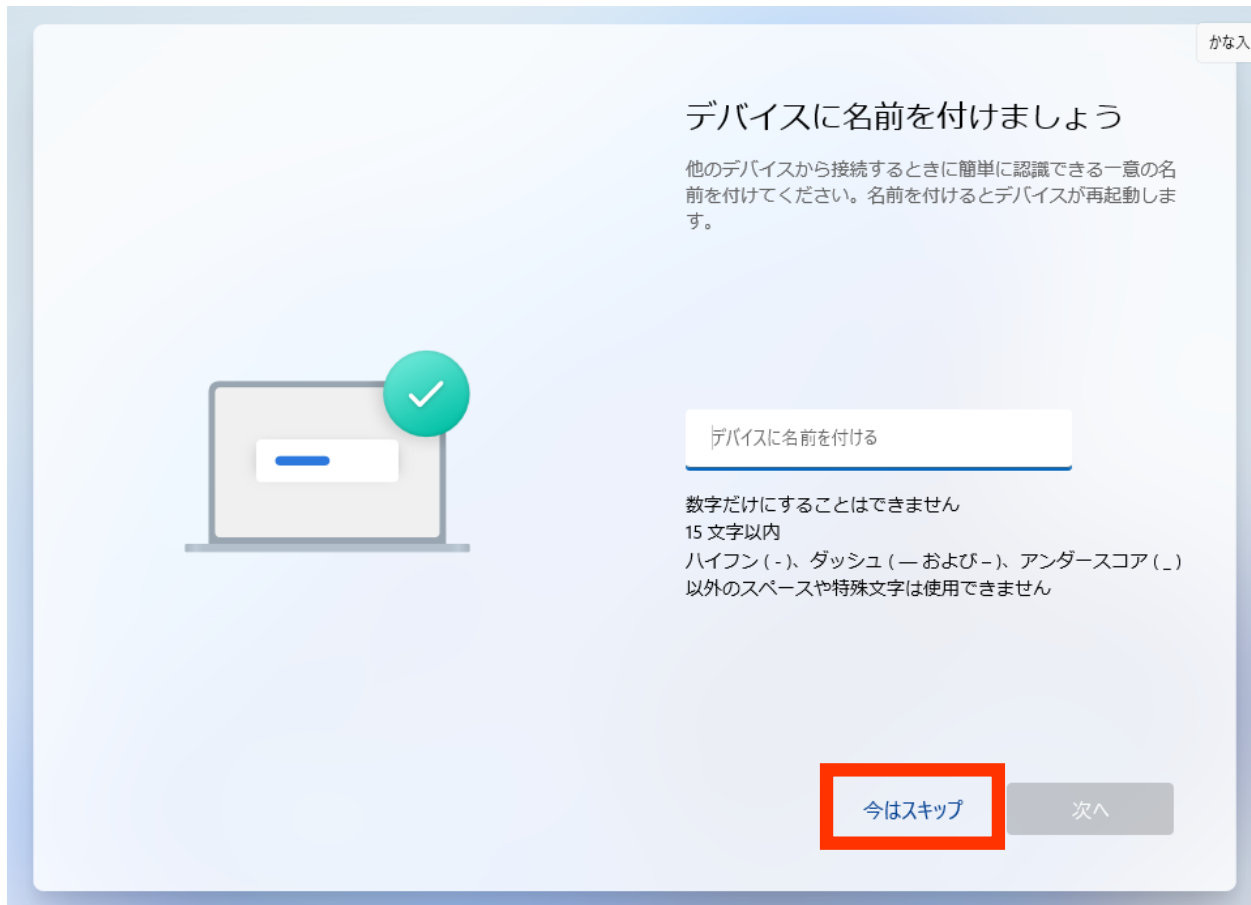 かな入
デバイスに名前を付けましょう
他のデバイスから接続するときに簡単に認識できる一意の名
前を付けてください。名前を付けるとデバイスが再起動しま
す。
デバイスに名前を付ける
数字だけにすることはできません
15 文字以内
ハイフン ( - )、ダッシュ ( — および – )、アンダースコア ( _ )
以外のスペースや特殊文字は使用できません
今はスキップ
次へ